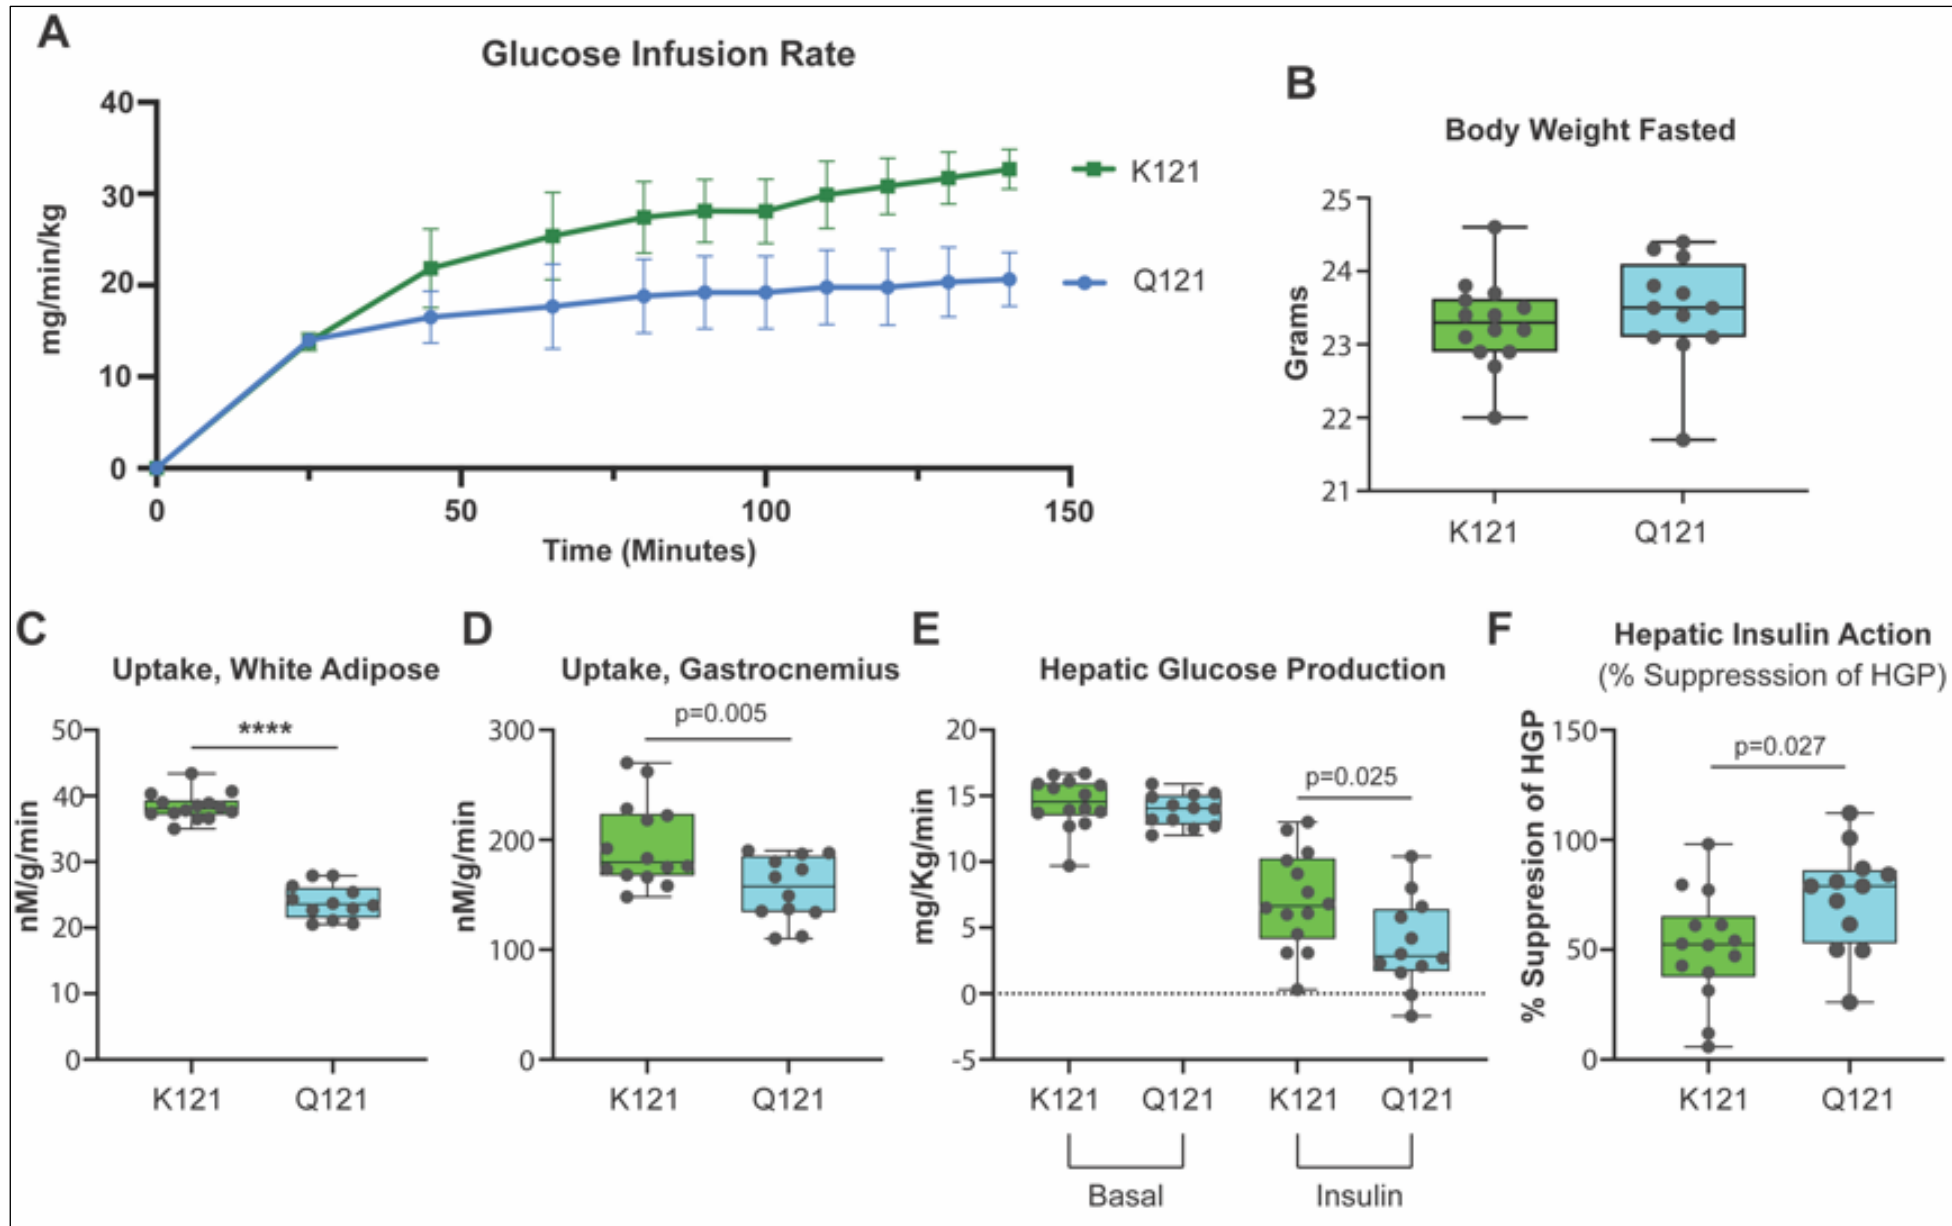 A
Glucose Infusion Rate
40
30
20
10
0
mg/min/kg
0
50
100
150
Time (Minutes)
K121
Q121
B
Body Weight Fasted
25
24
23
22
21
Grams
K121
Q121
C
Uptake, White Adipose
****
50
40
30
20
10
0
nM/g/min
K121
Q121
D
Uptake, Gastrocnemius
p=0.005
300
200
100
0
nM/g/min
K121
Q121
E
Hepatic Glucose Production
p=0.025
20
15
10
5
0
-5
mg/Kg/min
K121
Q121
K121
Q121
Basal
Insulin
F
Hepatic Insulin Action
(% Suppresssion of HGP)
p=0.027
150
100
50
0
% Suppresion of HGP
K121
Q121